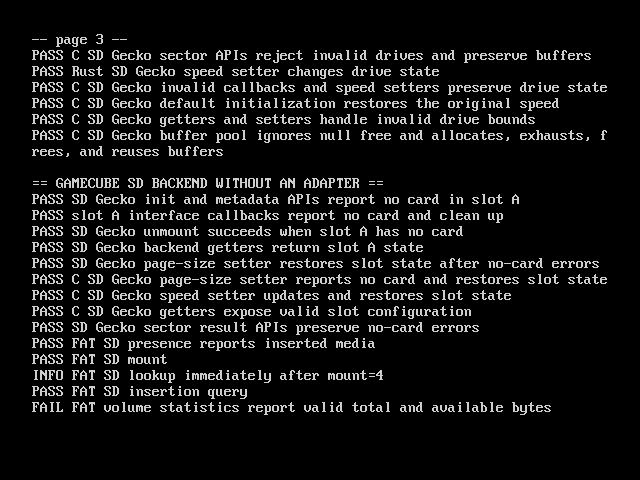 -- page 3 --
PASS C SD Gecko sector APIs reject invalid drives and preserve buffers
PASS Rust SD Gecko speed setter changes drive state
PASS C SD Gecko invalid callbacks and speed setters preserve drive state
PASS C SD Gecko default initialization restores the original speed
PASS C SD Gecko getters and setters handle invalid drive bounds
PASS C SD Gecko buffer pool ignores null free and allocates, exhausts, f
rees, and reuses buffers
== GAMECUBE SD BACKEND WITHOUT AN ADAPTER ==
PASS SD Gecko init and metadata APIs report no card in slot A
PASS slot A interface callbacks report no card and clean up
PASS SD Gecko unmount succeeds when slot A has no card
PASS SD Gecko backend getters return slot A state
PASS SD Gecko page-size setter restores slot state after no-card errors
PASS C SD Gecko page-size setter reports no card and restores slot state
PASS C SD Gecko speed setter updates and restores slot state
PASS C SD Gecko getters expose valid slot configuration
PASS SD Gecko sector result APIs preserve no-card errors
PASS FAT SD presence reports inserted media
PASS FAT SD mount
INFO FAT SD lookup immediately after mount=4
PASS FAT SD insertion query
FAIL FAT volume statistics report valid total and available bytes